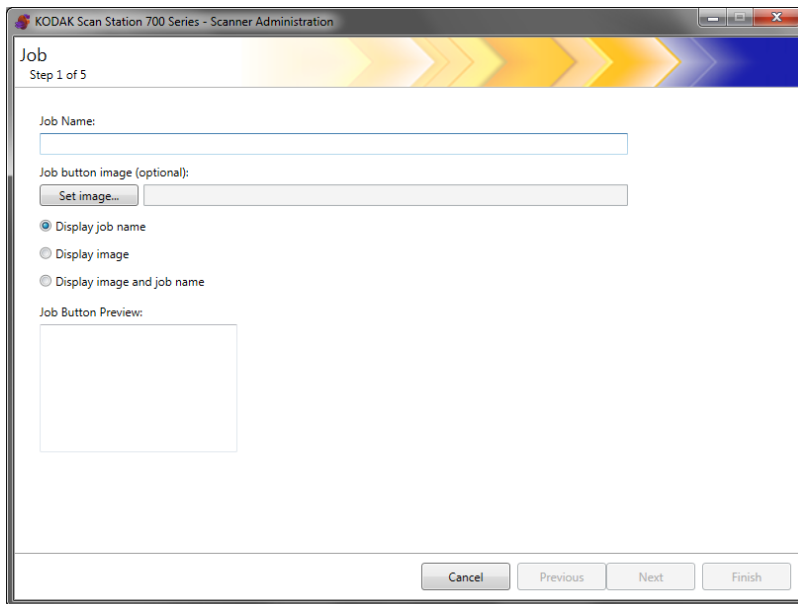 KODAK Scan Station 700 Series - Scanner Administration
Job
Step 1 of 5
Job Name:
Job button image (optional):
Set image...
Display job name
Display image
Display image and job name
Job Button Preview:
Cancel Previous Next Finish